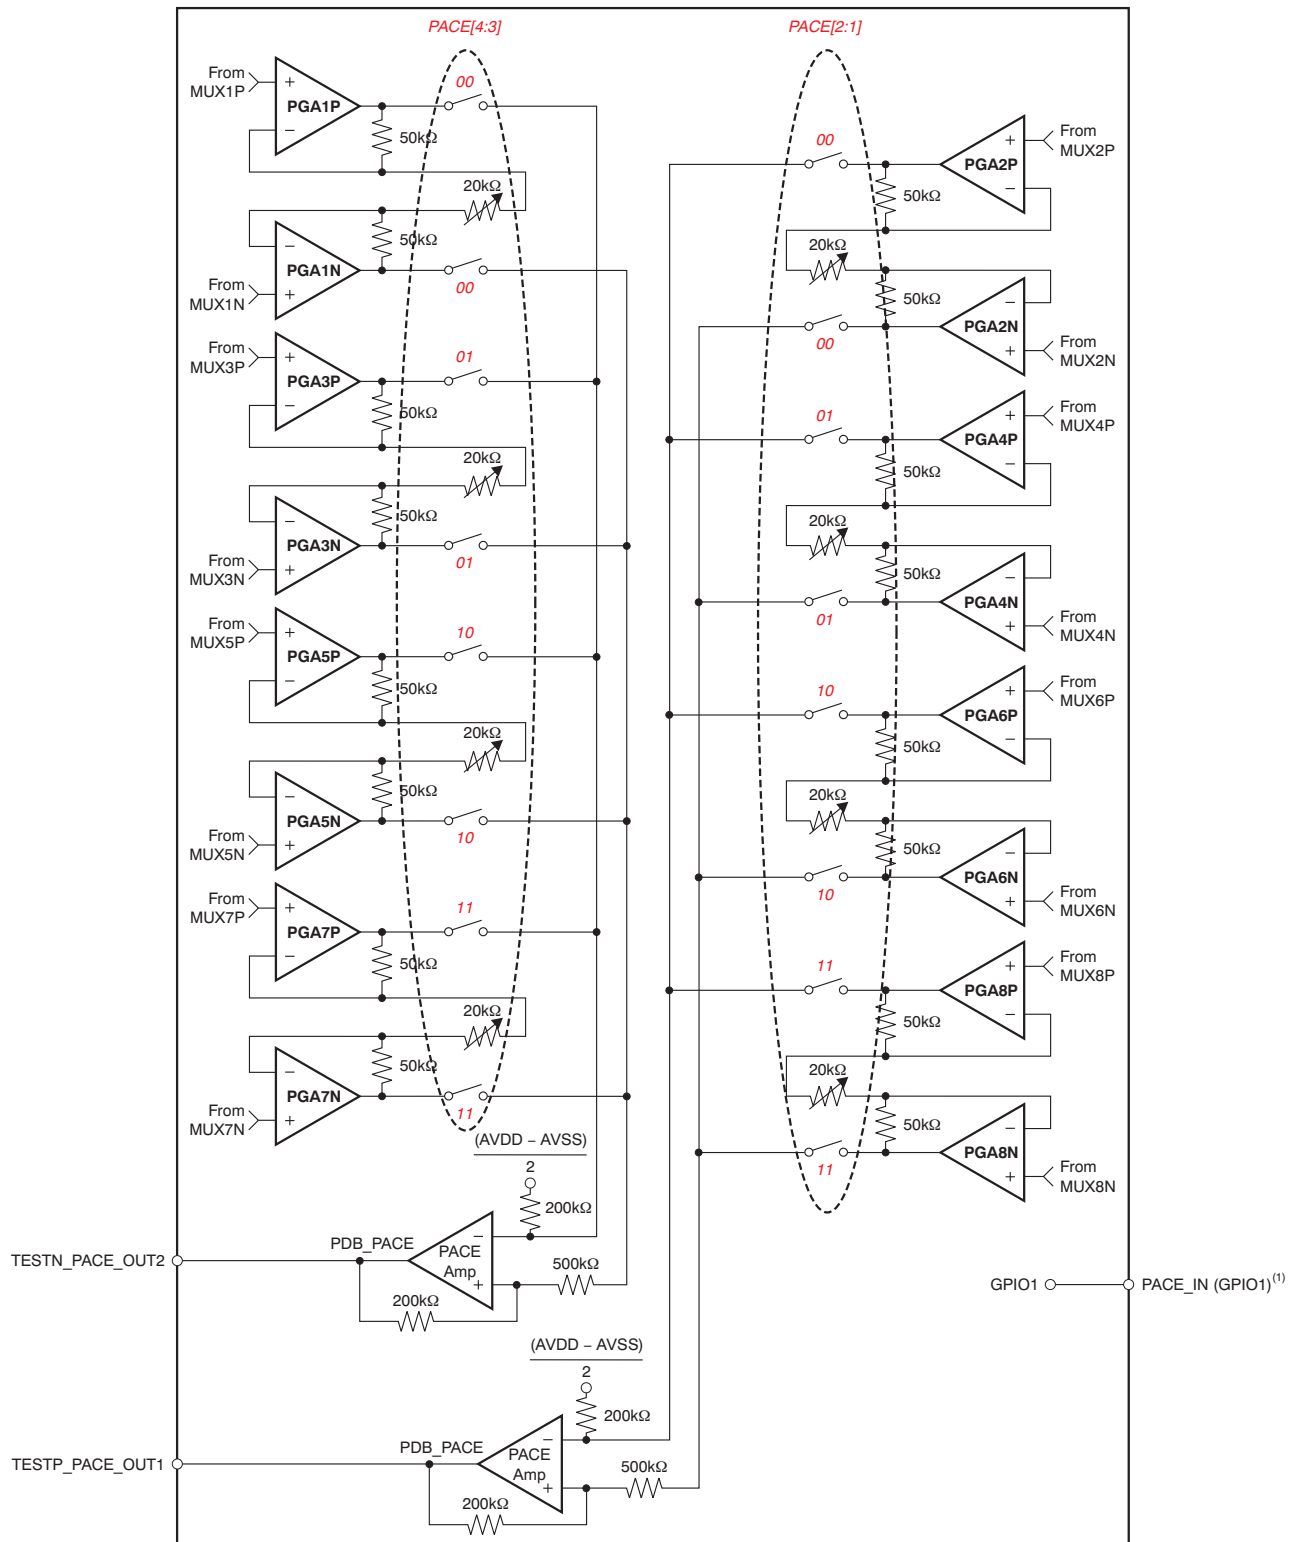 PACE[4:3]
PACE[2:1]
From
MUX1P
+
PGA1P
−
00
50kΩ
20kΩ
−
50kΩ
PGA1N
From
MUX1N
+
00
From
MUX3P
+
PGA3P
−
01
50kΩ
20kΩ
−
50kΩ
PGA3N
From
MUX3N
+
01
From
MUX5P
+
PGA5P
−
10
50kΩ
20kΩ
−
50kΩ
PGA5N
From
MUX5N
+
10
From
MUX7P
+
PGA7P
−
11
50kΩ
20kΩ
−
50kΩ
PGA7N
From
MUX7N
+
11
00
From
MUX2P
+
PGA2P
−
50kΩ
20kΩ
−
50kΩ
PGA2N
From
MUX2N
+
00
01
From
MUX4P
+
PGA4P
−
50kΩ
20kΩ
−
50kΩ
PGA4N
From
MUX4N
+
01
10
From
MUX6P
+
PGA6P
−
50kΩ
20kΩ
−
50kΩ
PGA6N
From
MUX6N
+
10
11
From
MUX8P
+
PGA8P
−
50kΩ
20kΩ
−
50kΩ
PGA8N
From
MUX8N
+
11
(AVDD − AVSS)
2
200kΩ
PDB_PACE
−
PACE
Amp
+
500kΩ
TESTN_PACE_OUT2
200kΩ
GPIO1
PACE_IN (GPIO1)(1)
(AVDD − AVSS)
2
200kΩ
PDB_PACE
−
PACE
Amp
+
500kΩ
TESTP_PACE_OUT1
200kΩ